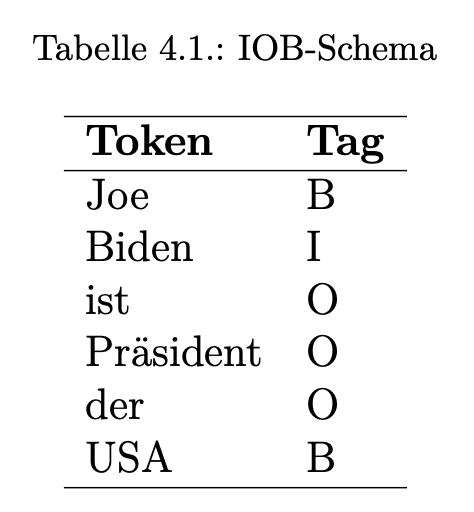 Tabelle 4.1.: IOB-Schema
Token Tag
Joe B
Biden I
ist O
Präsident O
der O
USA B